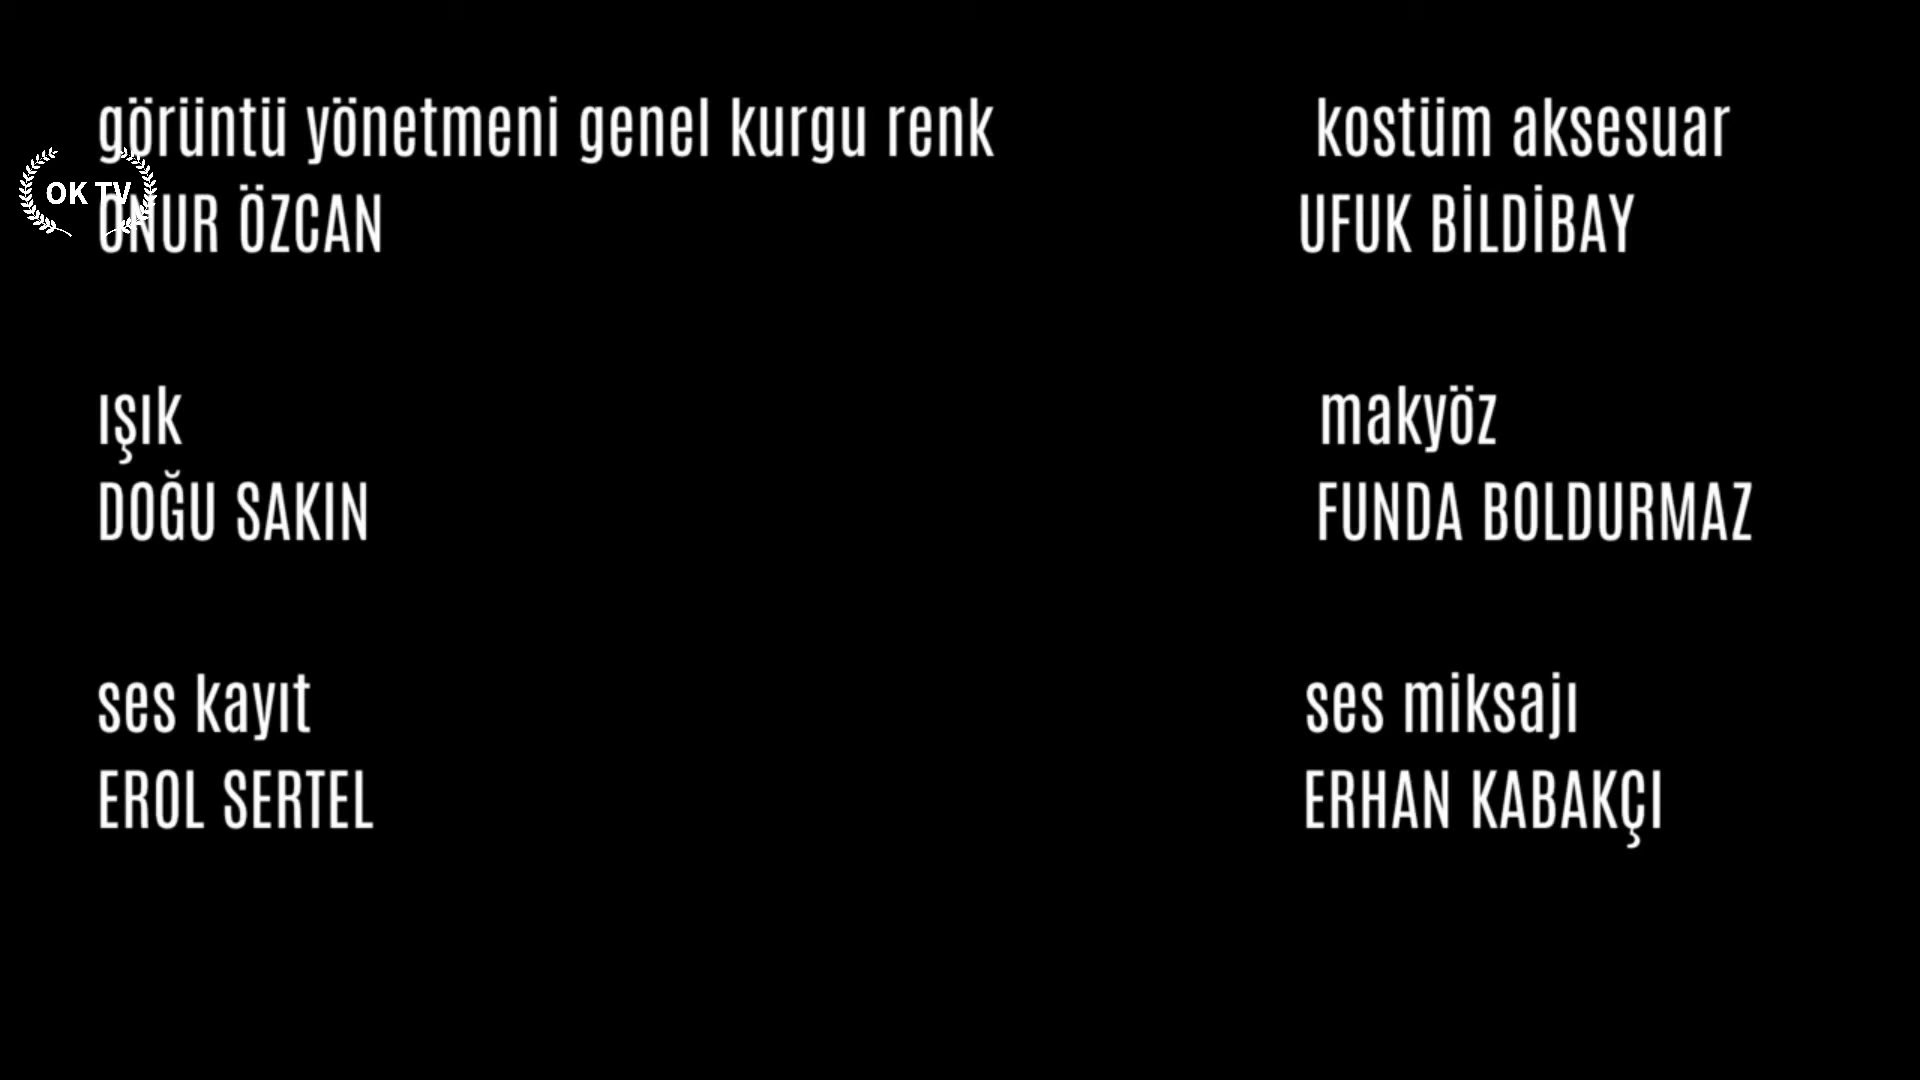 görüntü yönetmeni genel kurgu renk
ONUR ÖZCAN
OK TV
ışık
DOĞU SAKIN
ses kayıt
EROL SERTEL
kostüm aksesuar
UFUK BİLDİBAY
makyöz
FUNDA BOLDURMAZ
ses miksajı
ERHAN KABAKÇI